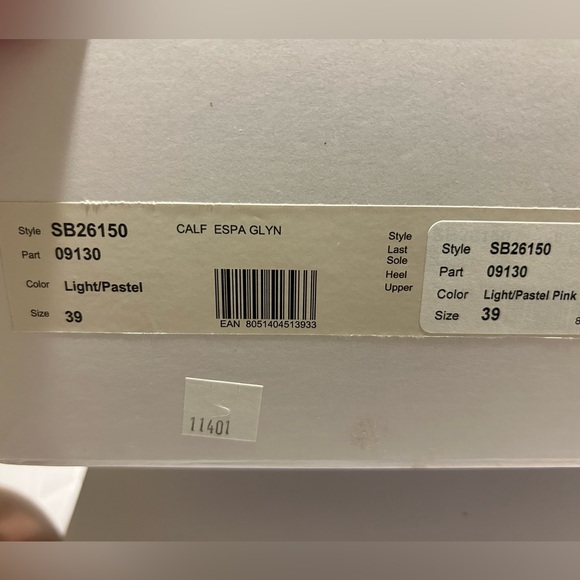 Style SB26150
Part 09130
Color Light/Pastel
Size 39
CALF ESPA GLYN
EAN 8051404513933
Style
Last
Sole
Heel
Upper
Style SB26150
Part 09130
Color Light/Pastel Pink
Size 39
8
11401